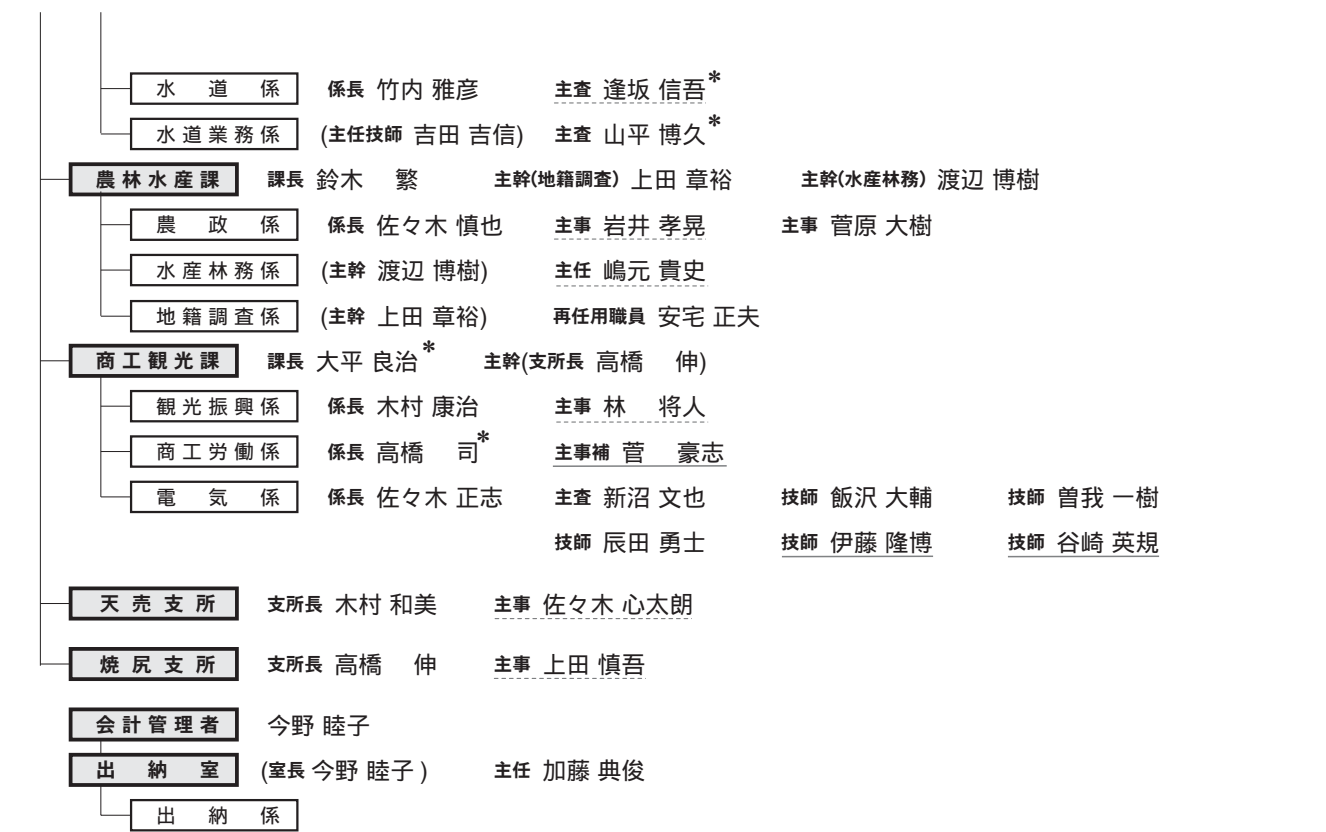 水道係 係長 竹内 雅彦 主査 逢坂 信吾*
水道業務係 (主任技師 吉田 吉信) 主査 山平 博久*
農林水産課 課長 鈴木 繁 主幹(地籍調査) 上田 章裕 主幹(水産林務) 渡辺 博樹
農政係 係長 佐々木 慎也 主事 岩井 孝晃 主事 菅原 大樹
水産林務係 (主幹 渡辺 博樹) 主任 嶋元 貴史
地籍調査係 (主幹 上田 章裕) 再任用職員 安宅 正夫
商工観光課 課長 大平 良治* 主幹(支所長 高橋 伸)
観光振興係 係長 木村 康治 主事 林 将人
商工労働係 係長 高橋 司* 主事補 菅 豪志
電気係 係長 佐々木 正志 主査 新沼 文也 技師 飯沢 大輔 技師 曽我 一樹
技師 辰田 勇士 技師 伊藤 隆博 技師 谷崎 英規
天売支所 支所長 木村 和美 主事 佐々木 心太朗
焼尻支所 支所長 高橋 伸 主事 上田 慎吾
会計管理者 今野 睦子
出納室 (室長 今野 睦子) 主任 加藤 典俊
出納係